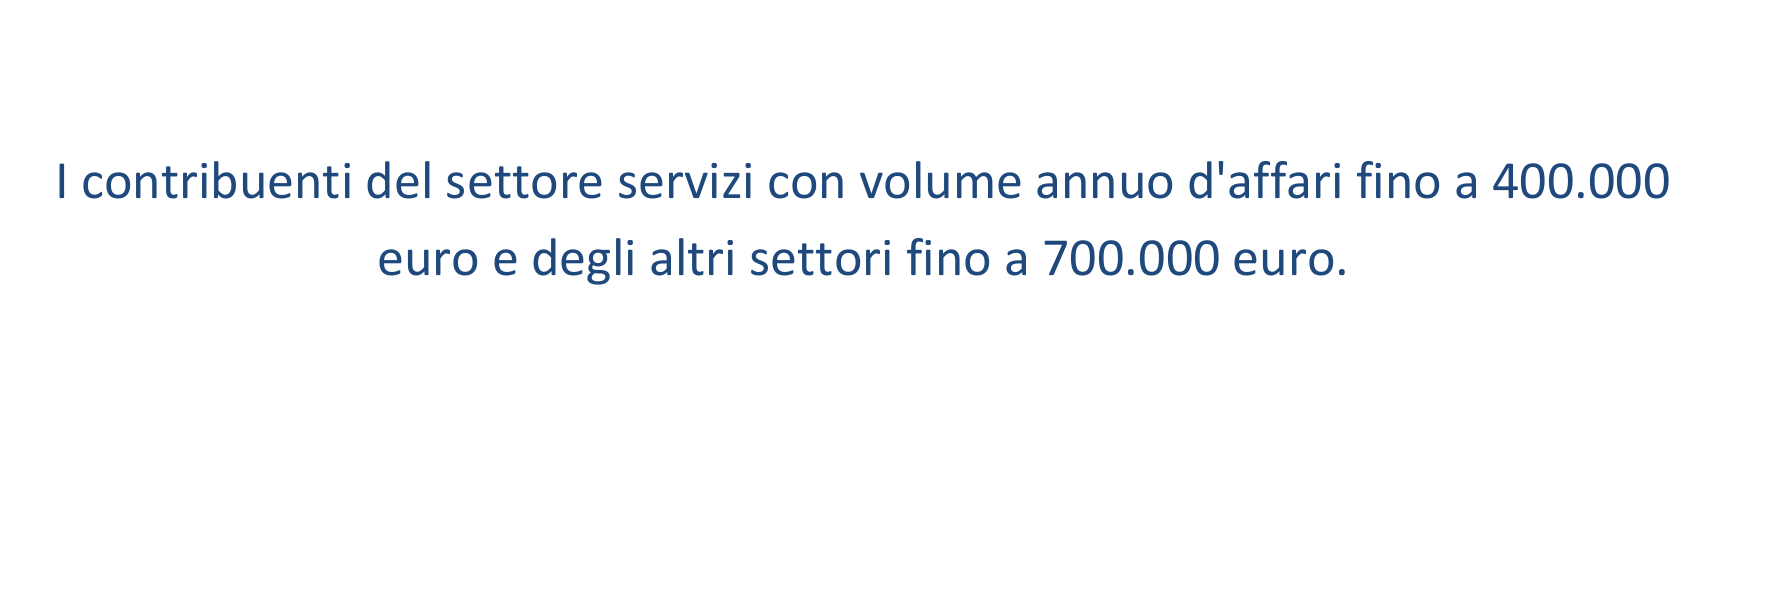 I contribuenti del settore servizi con volume annuo d'affari fino a 400.000
euro e degli altri settori fino a 700.000 euro.